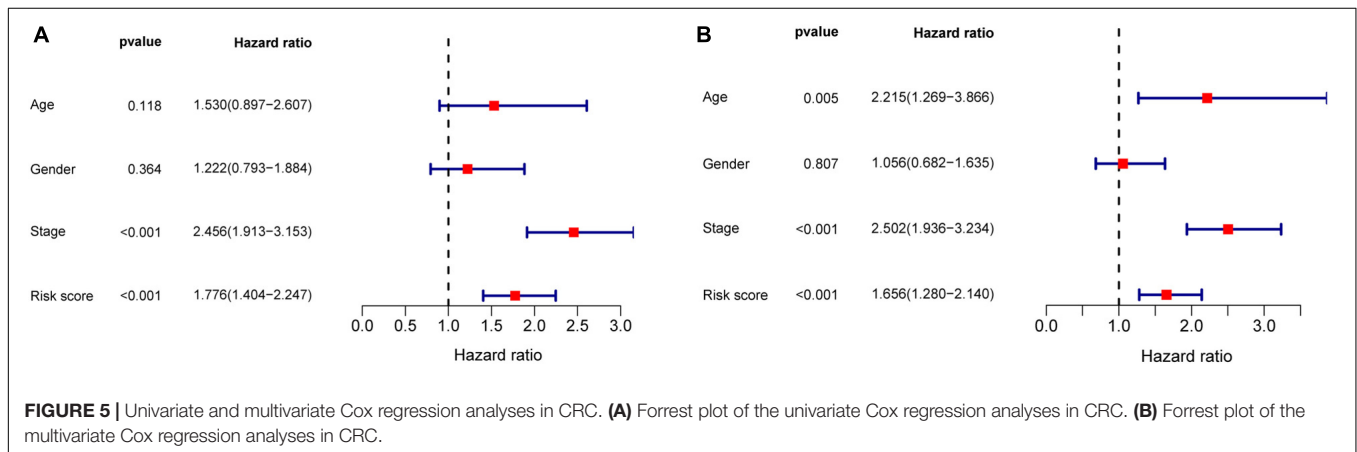 A
pvalue Hazard ratio
Age 0.118 1.530(0.897−2.607)
Gender 0.364 1.222(0.793−1.884)
Stage <0.001 2.456(1.913−3.153)
Risk score <0.001 1.776(1.404−2.247)
0.0 0.5 1.0 1.5 2.0 2.5 3.0
Hazard ratio
B
pvalue Hazard ratio
Age 0.005 2.215(1.269−3.866)
Gender 0.807 1.056(0.682−1.635)
Stage <0.001 2.502(1.936−3.234)
Risk score <0.001 1.656(1.280−2.140)
0.0 1.0 2.0 3.0
Hazard ratio
FIGURE 5 | Univariate and multivariate Cox regression analyses in CRC. (A) Forrest plot of the univariate Cox regression analyses in CRC. (B) Forrest plot of the
multivariate Cox regression analyses in CRC.